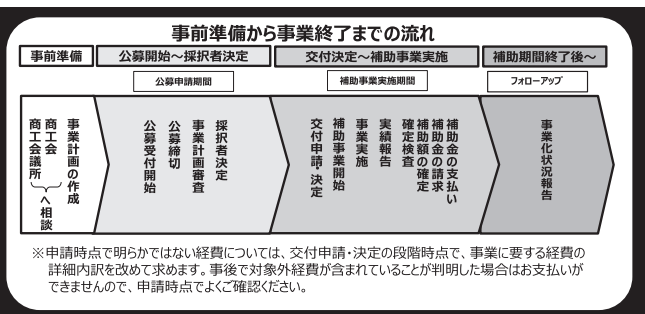 事前準備から事業終了までの流れ
事前準備
公募開始～採択者決定
交付決定～補助事業実施
補助期間終了後～
公募申請期間
補助事業実施期間
フォローアップ
事業計画の作成
商工会
商工会議所
へ相談
公募受付開始
公募締切
事業計画審査
採択者決定
交付申請・決定
補助事業開始
事業実施
実績報告
確定検査
補助額の確定
補助金の請求
補助金の支払い
事業化状況報告
※申請時点で明らかではない経費については、交付申請・決定の段階時点で、事業に要する経費の
詳細内訳を改めて求めます。事後で対象外経費が含まれていることが判明した場合はお支払いが
できませんので、申請時点でよくご確認ください。